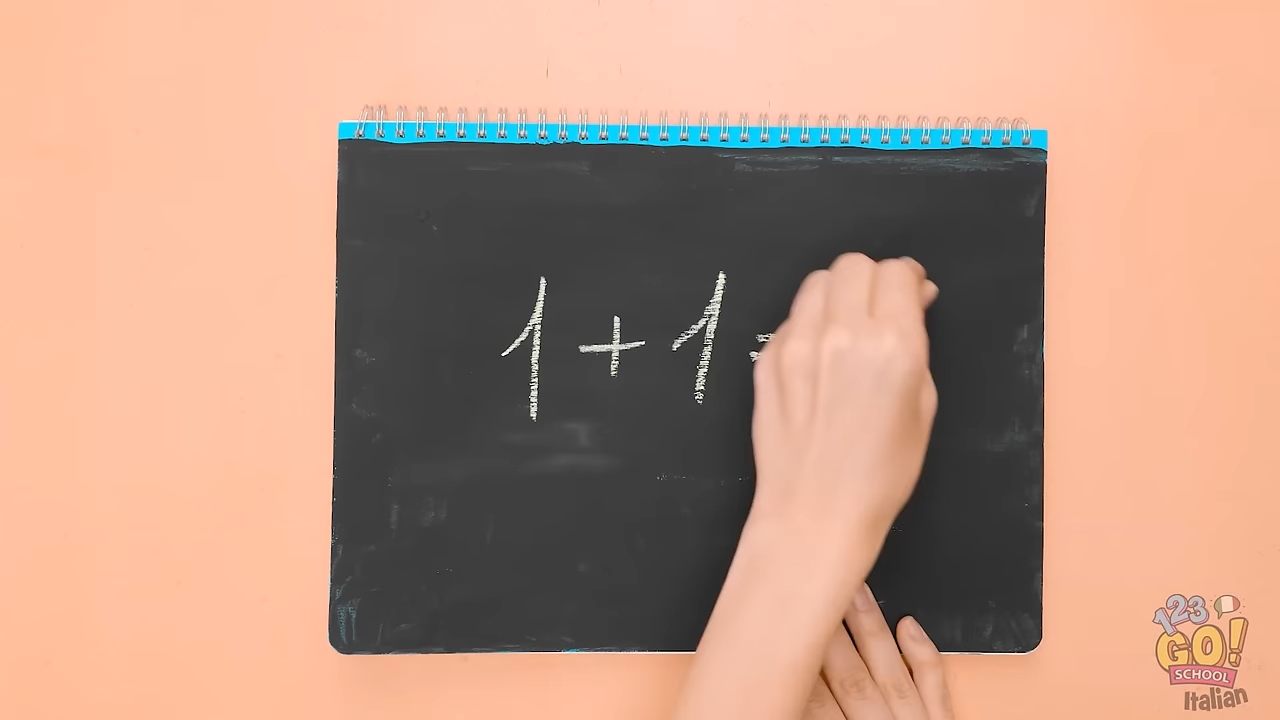 1 + 1 =
123
GO!
SCHOOL
Italian